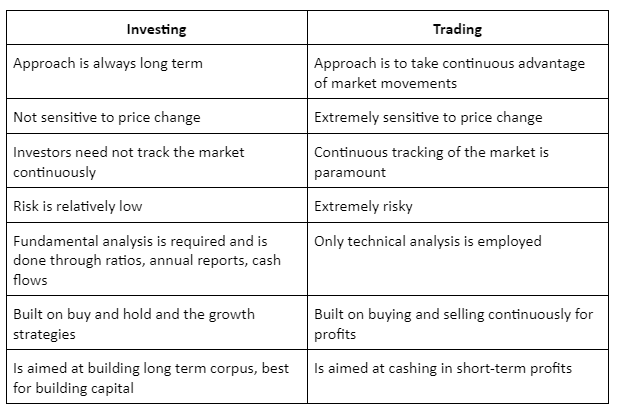 Investing
Trading
Approach is always long term
Approach is to take continuous advantage
of market movements
Not sensitive to price change
Extremely sensitive to price change
Investors need not track the market
continuously
Continuous tracking of the market is
paramount
Risk is relatively low
Extremely risky
Fundamental analysis is required and is
done through ratios, annual reports, cash
flows
Only technical analysis is employed
Built on buy and hold and the growth
strategies
Built on buying and selling continuously for
profits
Is aimed at building long term corpus, best
for building capital
Is aimed at cashing in short-term profits